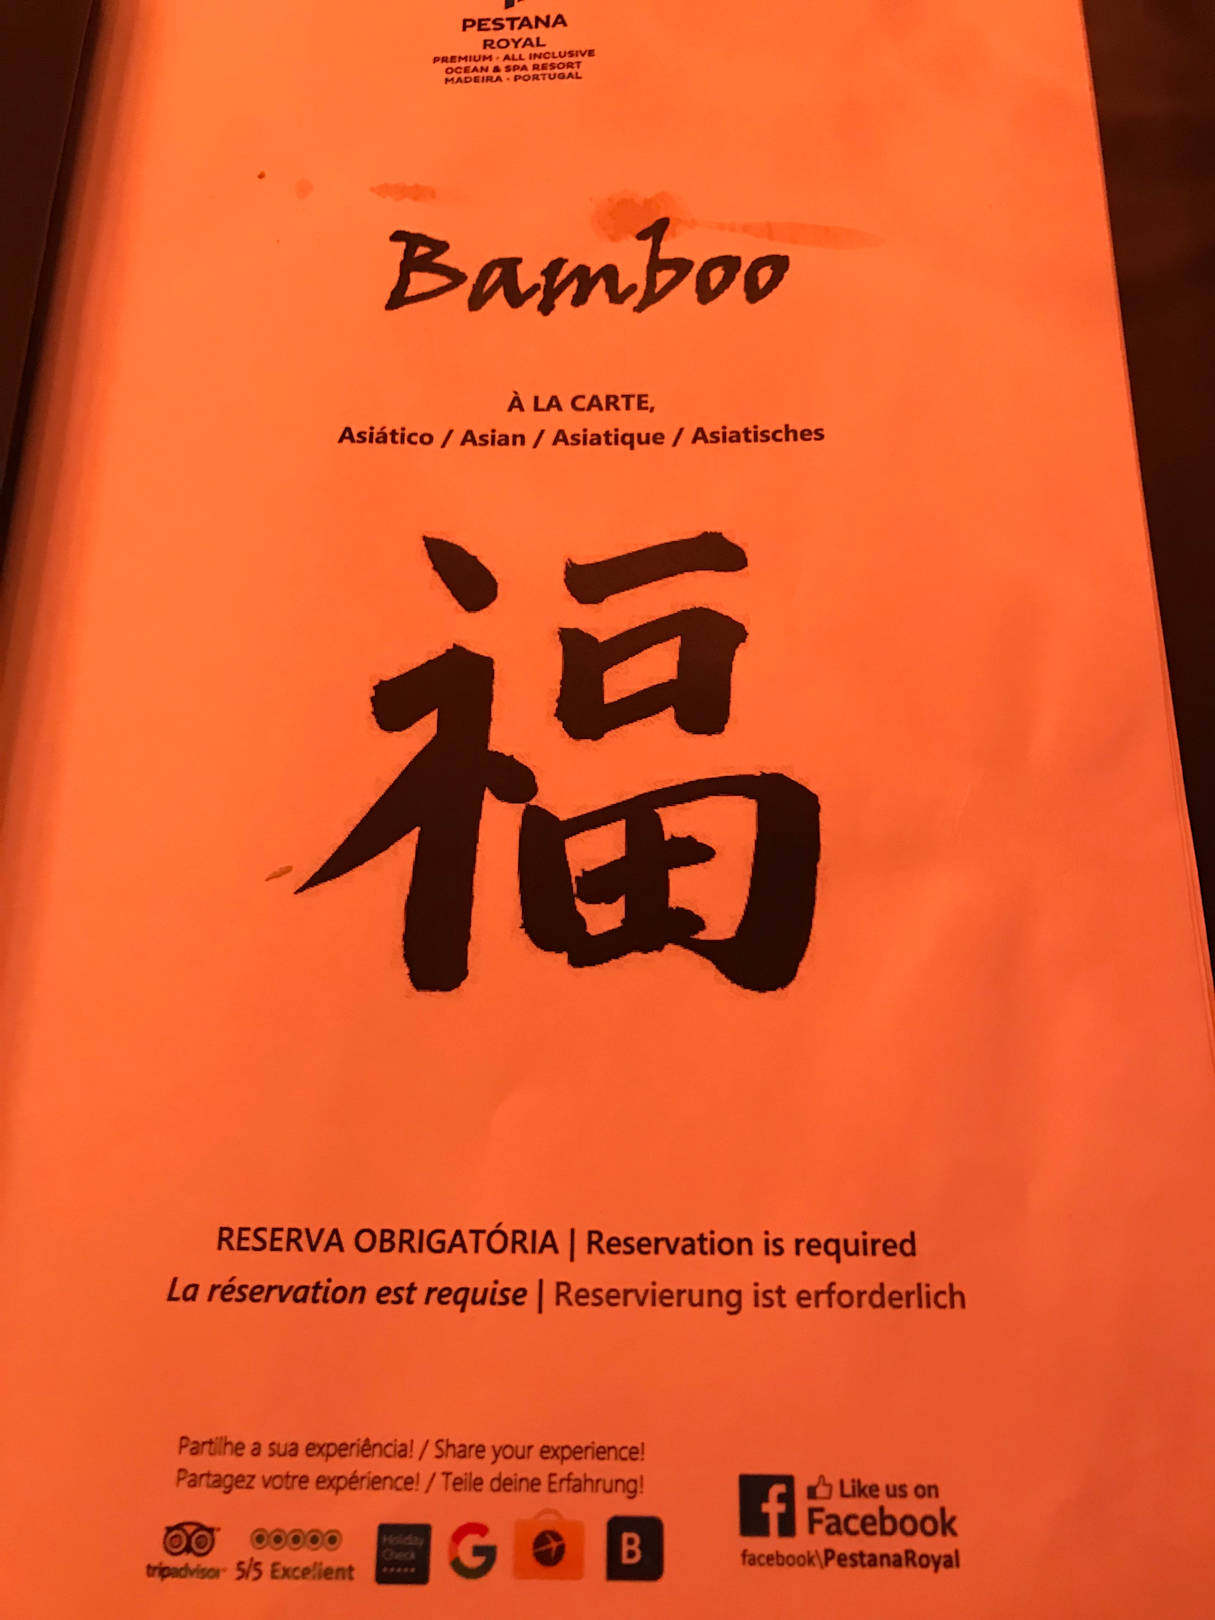 PESTANA
ROYAL
PREMIUM - ALL INCLUSIVE
OCEAN & SPA RESORT
MADEIRA - PORTUGAL
Bamboo
À LA CARTE,
Asiático / Asian / Asiatique / Asiatisches
福
RESERVA OBRIGATÓRIA | Reservation is required
La réservation est requise | Reservierung ist erforderlich
Partilhe a sua experiência! / Share your experience!
Partagez votre expérience! / Teile deine Erfahrung!
tripadvisor 5/5 Excellent
Holiday
Check
G
B
f
Like us on
Facebook
facebook\PestanaRoyal